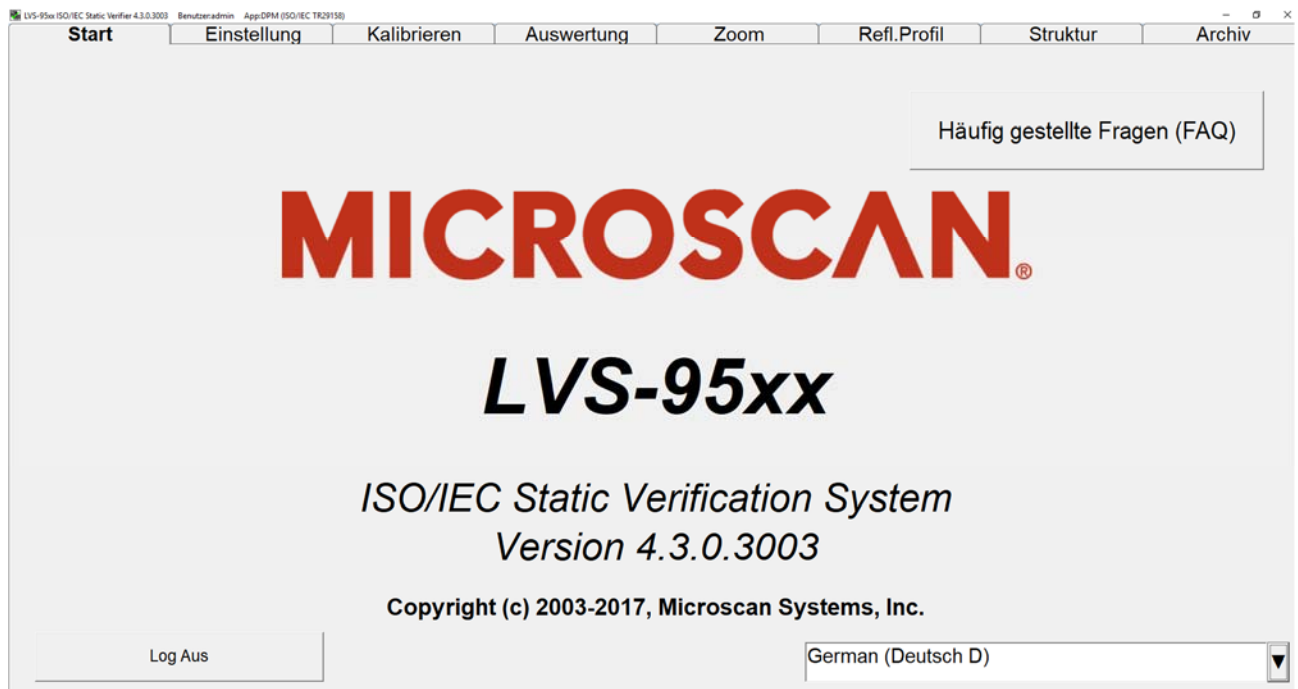 LVS-95xx ISO/IEC Static Verifier 4.3.0.3003 Benutzer:admin App:DPM (ISO/IEC TR29158)
Start Einstellung Kalibrieren Auswertung Zoom Refl.Profil Struktur Archiv
Häufig gestellte Fragen (FAQ)
MICROSCAN®
LVS-95xx
ISO/IEC Static Verification System
Version 4.3.0.3003
Copyright (c) 2003-2017, Microscan Systems, Inc.
Log Aus German (Deutsch D)